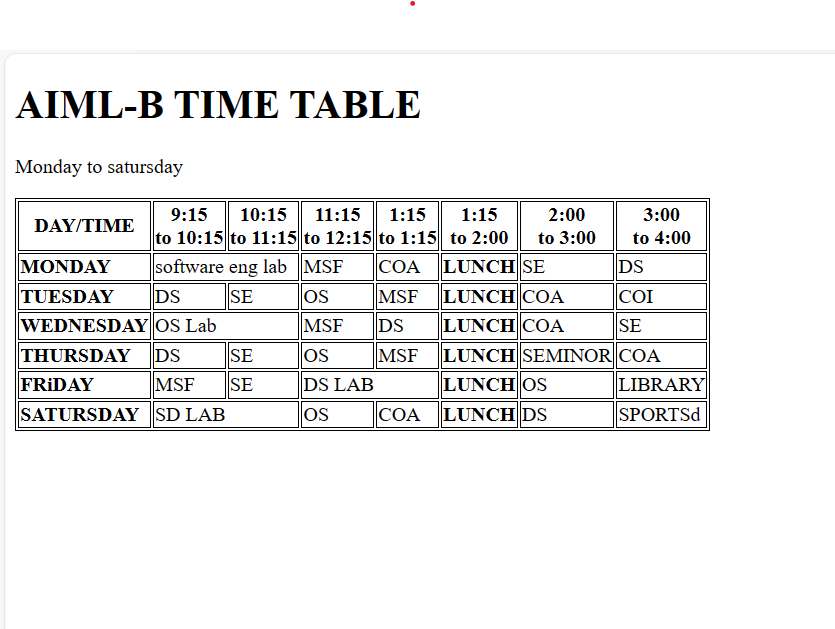 AIML-B TIME TABLE
Monday to satursday
DAY/TIME 9:15 to 10:15 10:15 to 11:15 11:15 to 12:15 1:15 to 1:15 1:15 to 2:00 2:00 to 3:00 3:00 to 4:00
MONDAY software eng lab MSF COA LUNCH SE DS
TUESDAY DS SE OS MSF LUNCH COA COI
WEDNESDAY OS Lab MSF DS LUNCH COA SE
THURSDAY DS SE OS MSF LUNCH SEMINOR COA
FRiDAY MSF SE DS LAB LUNCH OS LIBRARY
SATURSDAY SD LAB OS COA LUNCH DS SPORTSd